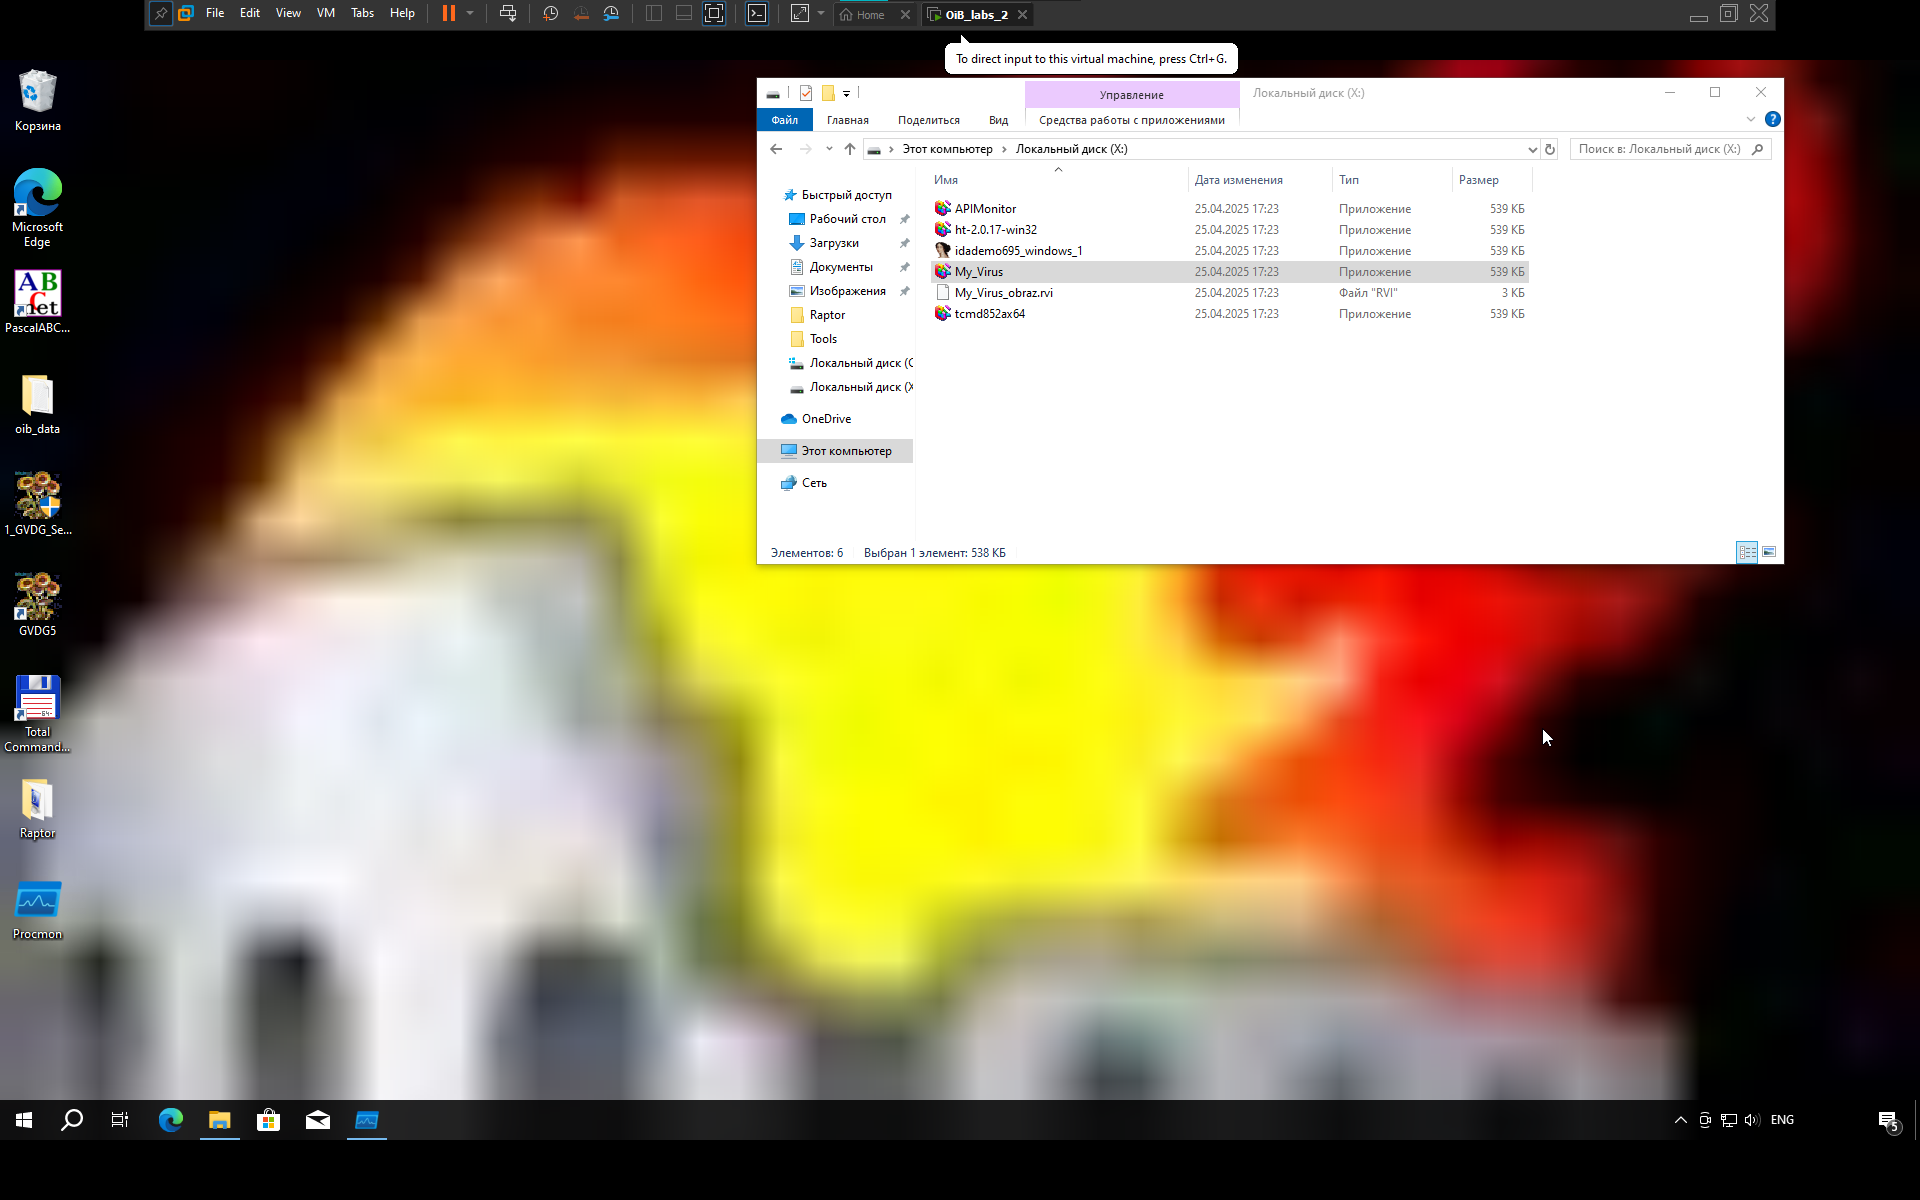 File Edit View VM Tabs Help
Home
OiB_labs_2
To direct input to this virtual machine, press Ctrl+G.
Корзина
Microsoft Edge
PascalABC...
oib_data
1_GVDG_Se...
GVDG5
Total Command...
Raptor
Procmon
Управление
Локальный диск (X:)
Файл Главная Поделиться Вид Средства работы с приложениями
Этот компьютер Локальный диск (X:)
Поиск в: Локальный диск (X:)
Быстрый доступ
Рабочий стол
Загрузки
Документы
Изображения
Raptor
Tools
Локальный диск (C
Локальный диск (X
OneDrive
Этот компьютер
Сеть
Имя Дата изменения Тип Размер
APIMonitor 25.04.2025 17:23 Приложение 539 КБ
ht-2.0.17-win32 25.04.2025 17:23 Приложение 539 КБ
idademo695_windows_1 25.04.2025 17:23 Приложение 539 КБ
My_Virus 25.04.2025 17:23 Приложение 539 КБ
My_Virus_obraz.rvi 25.04.2025 17:23 Файл "RVI" 3 КБ
tcmd852ax64 25.04.2025 17:23 Приложение 539 КБ
Элементов: 6 Выбран 1 элемент: 538 КБ
ENG
5